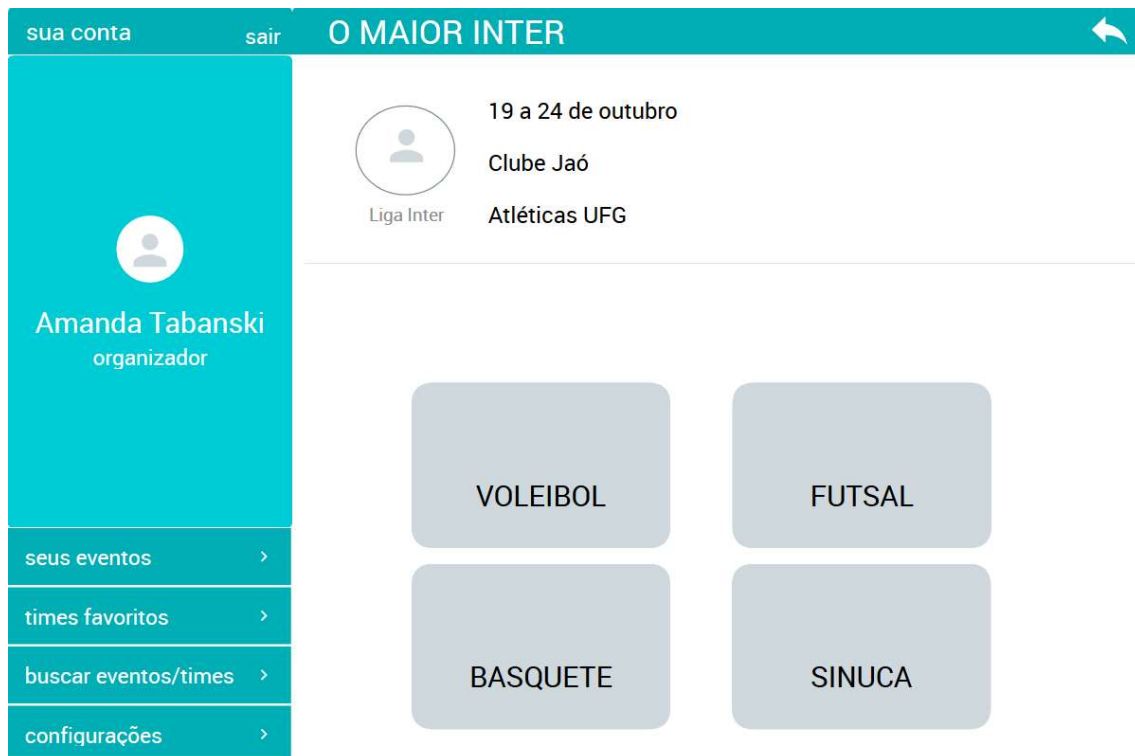 sua conta
sair
O MAIOR INTER
Amanda Tabanski
organizador
seus eventos
times favoritos
buscar eventos/times
configurações
19 a 24 de outubro
Clube Jaó
Atléticas UFG
Liga Inter
VOLEIBOL
FUTSAL
BASQUETE
SINUCA